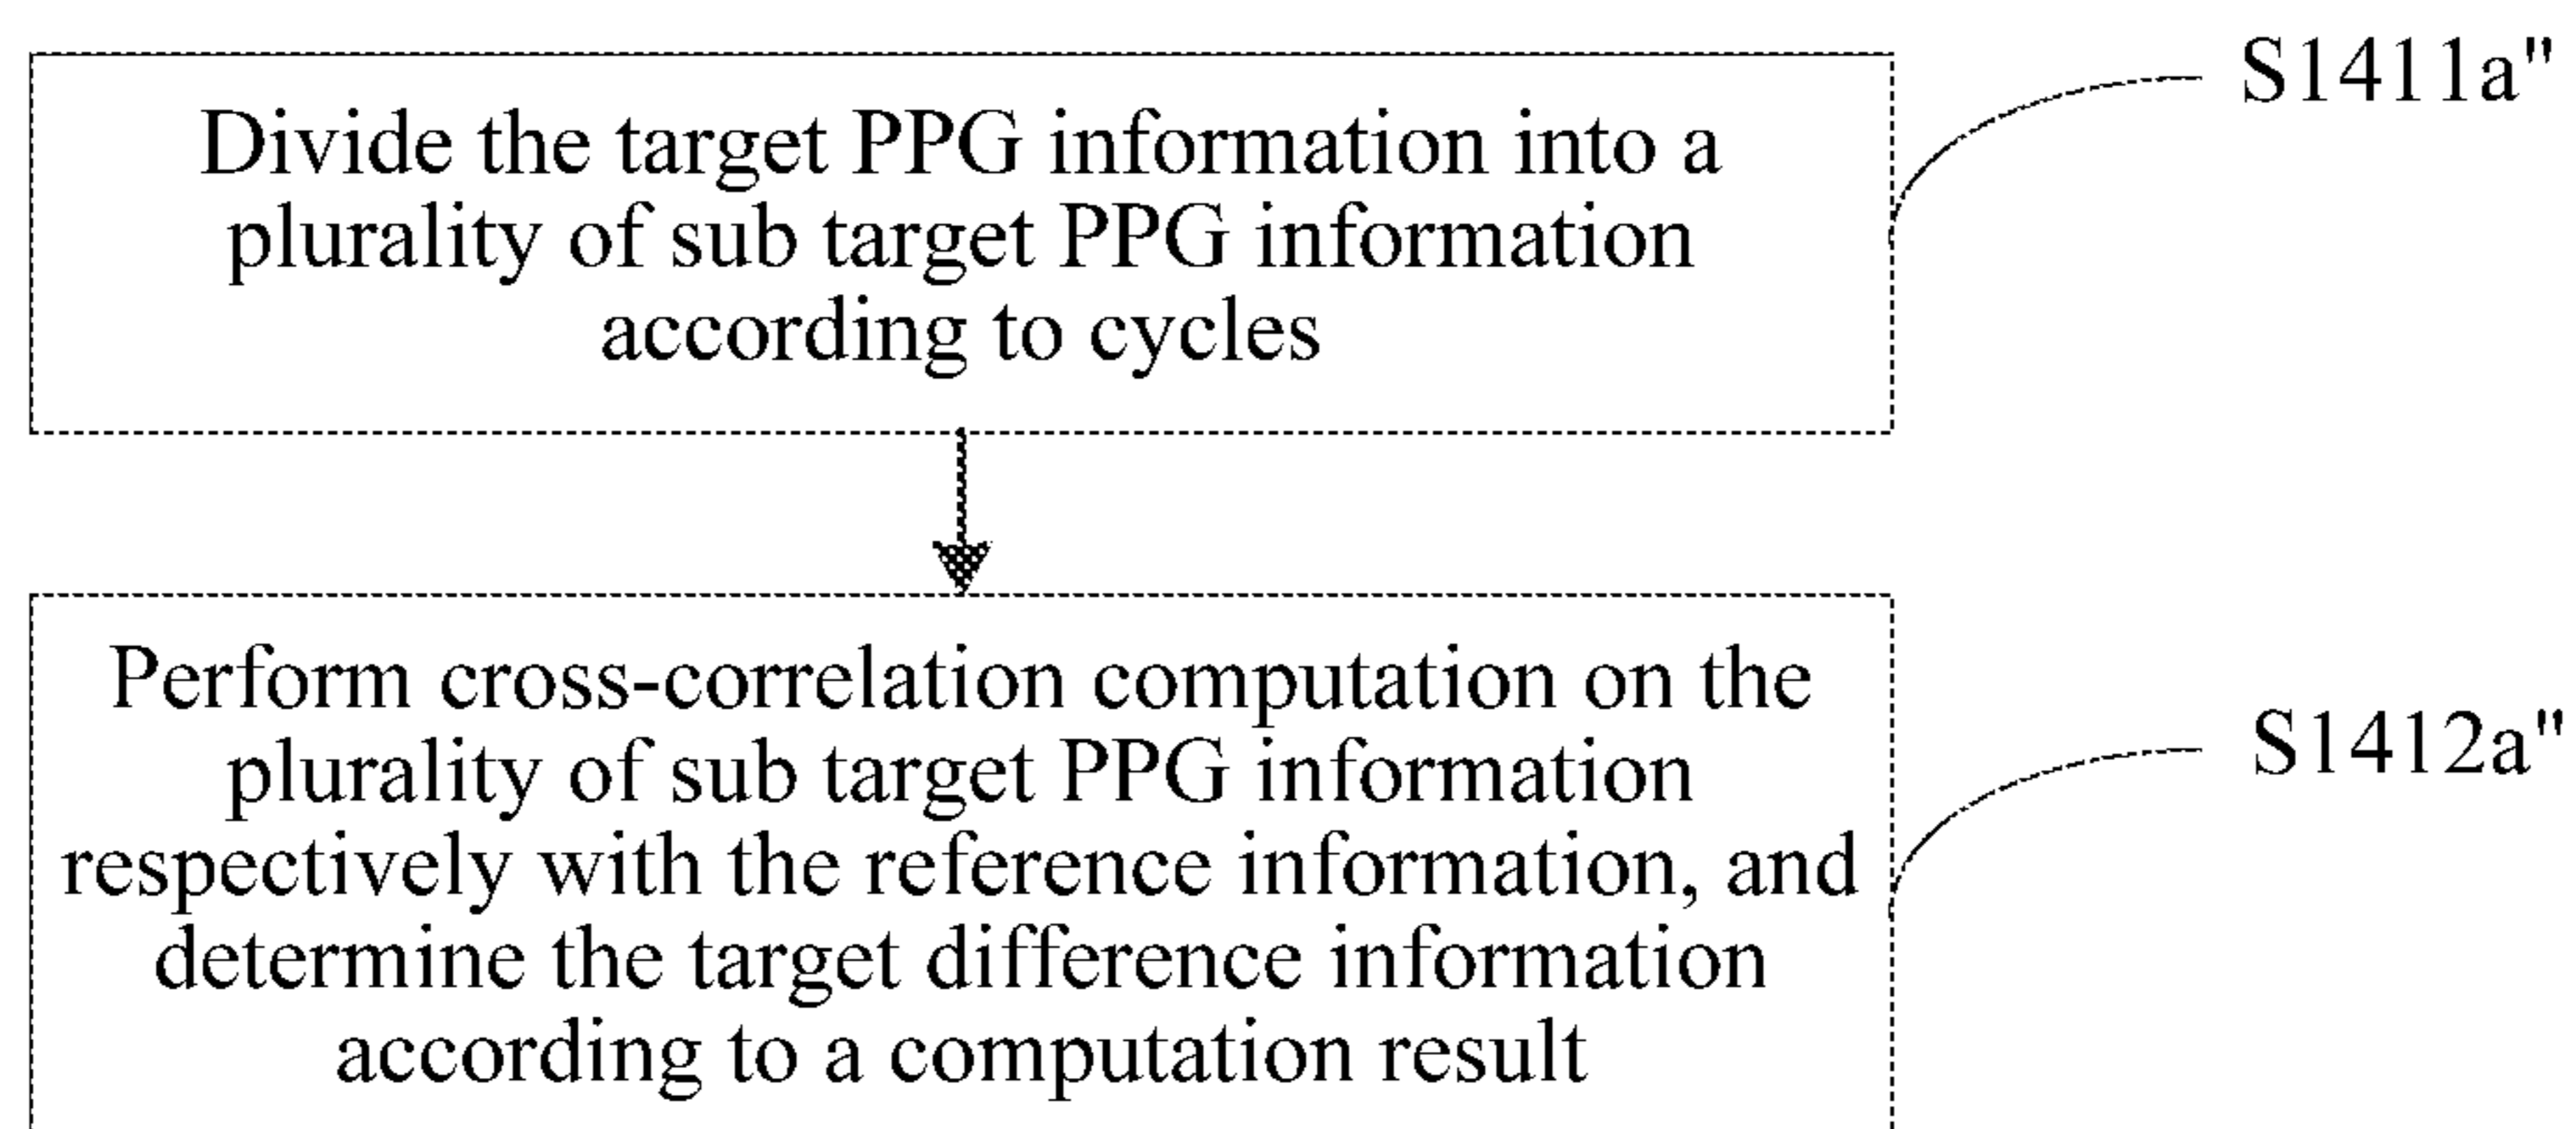 S1411a"
Divide the target PPG information into a
plurality of sub target PPG information
according to cycles
Perform cross-correlation computation on the
plurality of sub target PPG information
respectively with the reference information, and
determine the target difference information
according to a computation result
S1412a"